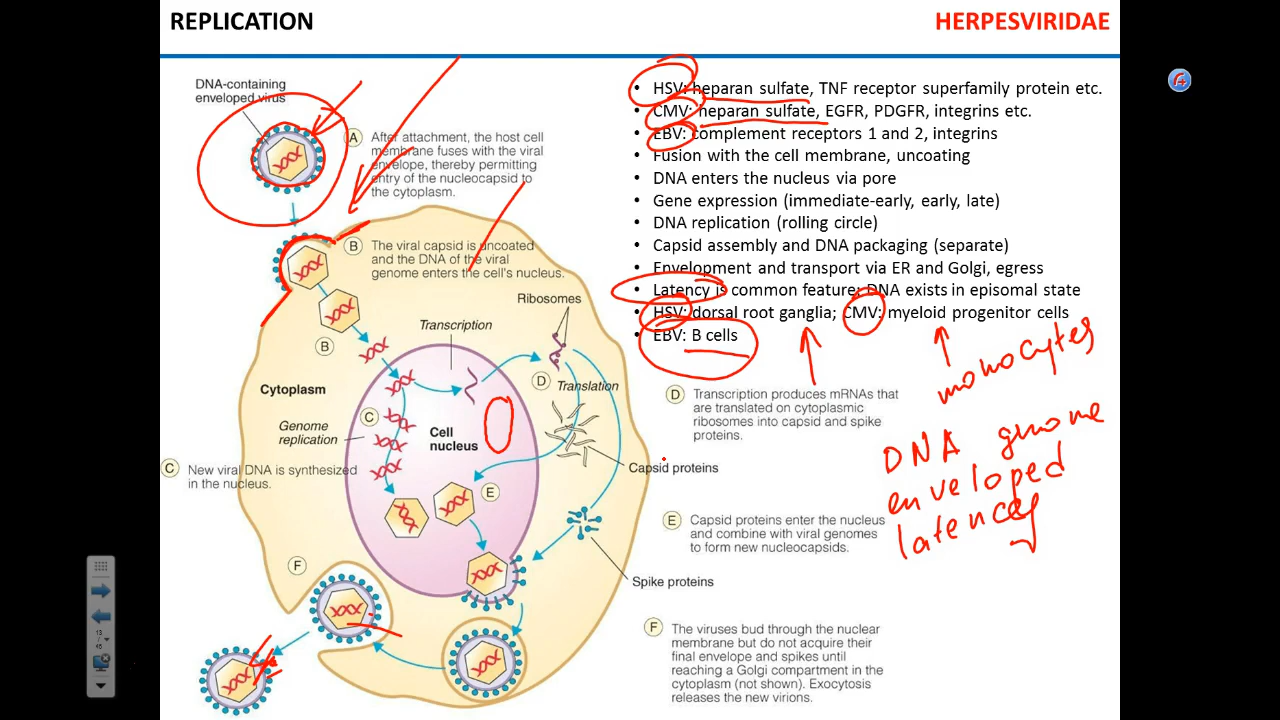 REPLICATION
HERPESVIRIDAE
DNA-containing
enveloped virus
A
After attachment, the host cell
membrane fuses with the viral
envelope, thereby permitting
entry of the nucleocapsid to
the cytoplasm.
B
The viral capsid is uncoated
and the DNA of the viral
genome enters the cell's nucleus.
Ribosomes
Transcription
B
D
Translation
Cytoplasm
C
Genome
replication
Cell
nucleus
C
New viral DNA is synthesized
in the nucleus.
Capsid proteins
E
F
Spike proteins
• HSV: heparan sulfate, TNF receptor superfamily protein etc.
• CMV: heparan sulfate, EGFR, PDGFR, integrins etc.
• EBV: complement receptors 1 and 2, integrins
• Fusion with the cell membrane, uncoating
• DNA enters the nucleus via pore
• Gene expression (immediate-early, early, late)
• DNA replication (rolling circle)
• Capsid assembly and DNA packaging (separate)
• Envelopment and transport via ER and Golgi, egress
• Latency is common feature; DNA exists in episomal state
• HSV: dorsal root ganglia; CMV: myeloid progenitor cells
• EBV: B cells
monocytes
D
Transcription produces mRNAs that
are translated on cytoplasmic
ribosomes into capsid and spike
proteins.
DNA gnome
enveloped
latency
E
Capsid proteins enter the nucleus
and combine with viral genomes
to form new nucleocapsids.
F
The viruses bud through the nuclear
membrane but do not acquire their
final envelope and spikes until
reaching a Golgi compartment in the
cytoplasm (not shown). Exocytosis
releases the new virions.
13
/
45